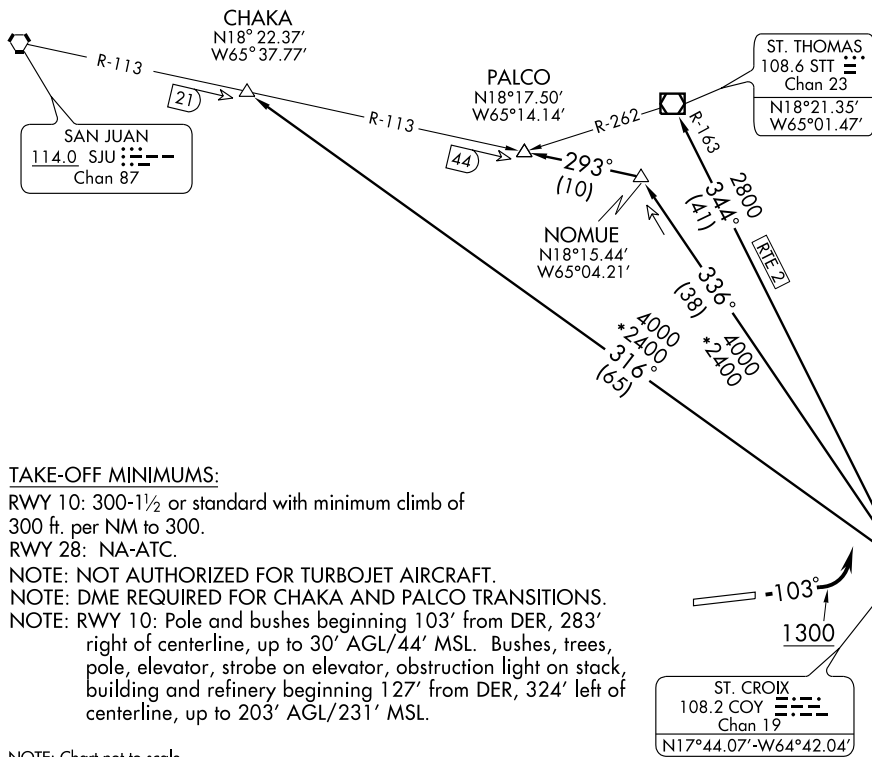 CHAKA
N18° 22.37'
W65° 37.77'
R-113
21
SAN JUAN
114.0 SJU
Chan 87
R-113
44
PALCO
N18°17.50'
W65°14.14'
R-262
ST. THOMAS
108.6 STT
Chan 23
N18°21.35'
W65°01.47'
R-163
293°
(10)
NOMUE
N18°15.44'
W65°04.21'
2800
344°
(41)
RTE 2
336°
(38)
4000
*2400
4000
*2400
316°
(65)
TAKE-OFF MINIMUMS:
RWY 10: 300-1½ or standard with minimum climb of
300 ft. per NM to 300.
RWY 28: NA-ATC.
NOTE: NOT AUTHORIZED FOR TURBOJET AIRCRAFT.
NOTE: DME REQUIRED FOR CHAKA AND PALCO TRANSITIONS.
NOTE: RWY 10: Pole and bushes beginning 103' from DER, 283'
right of centerline, up to 30' AGL/44' MSL. Bushes, trees,
pole, elevator, strobe on elevator, obstruction light on stack,
building and refinery beginning 127' from DER, 324' left of
centerline, up to 203' AGL/231' MSL.
103°
1300
ST. CROIX
108.2 COY
Chan 19
N17°44.07'-W64°42.04'
NOTE: Chart not to scale